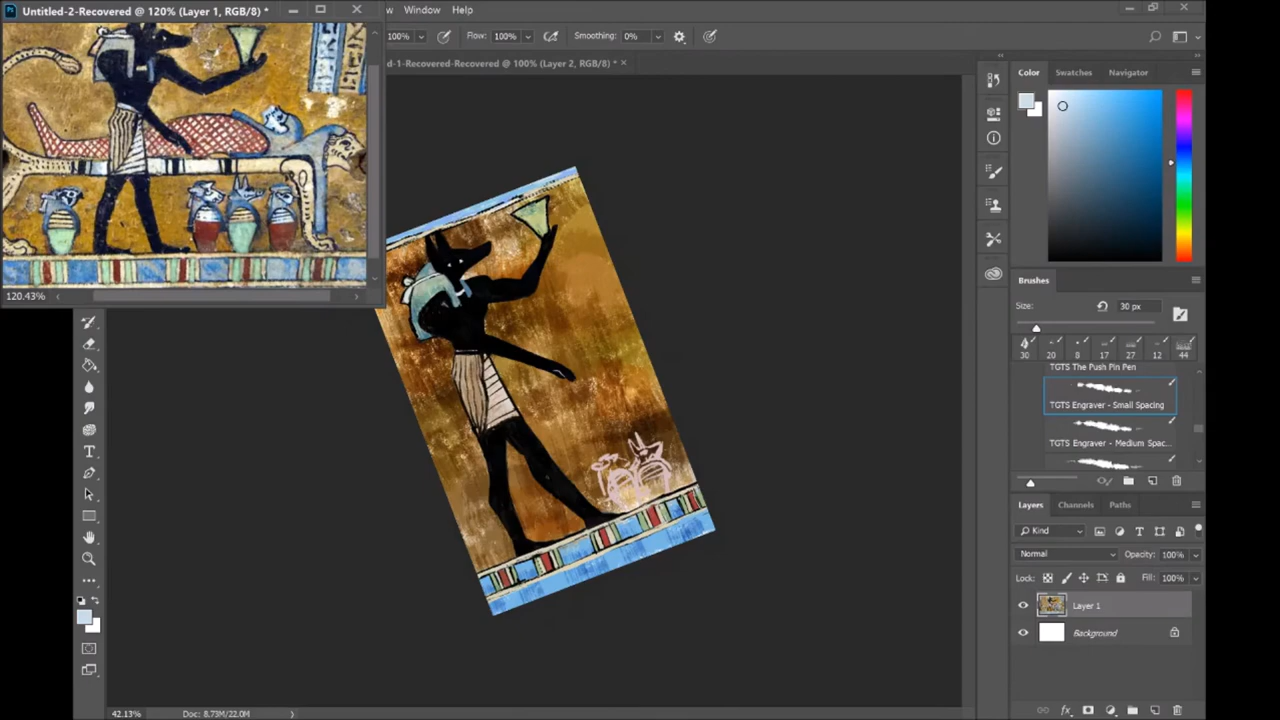 Untitled-2-Recovered @ 120% (Layer 1, RGB/8) *
w Window Help
100% Flow: 100% Smoothing: 0%
d-1-Recovered-Recovered @ 100% (Layer 2, RGB/8) * ×
Color Swatches Navigator
120.43%
Brushes
Size: 30 px
30 20 8 17 27 12 44
TGTS The Push Pin Pen
TGTS Engraver - Small Spacing
TGTS Engraver - Medium Spac...
Layers Channels Paths
Kind
Normal Opacity: 100%
Lock: Fill: 100%
Layer 1
Background
42.13% Doc: 8.73M/22.0M